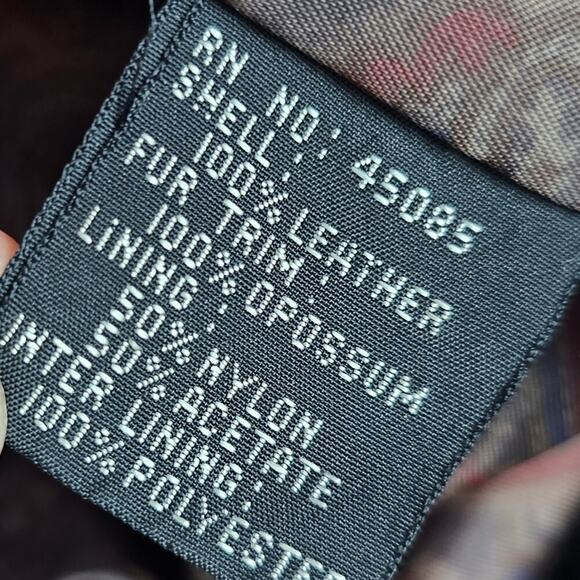 RN NO: 45085
SHELL:
100% LEATHER
FUR TRIM:
100% OPOSSUM
LINING:
50% NYLON
50% ACETATE
INTER LINING:
100% POLYESTER